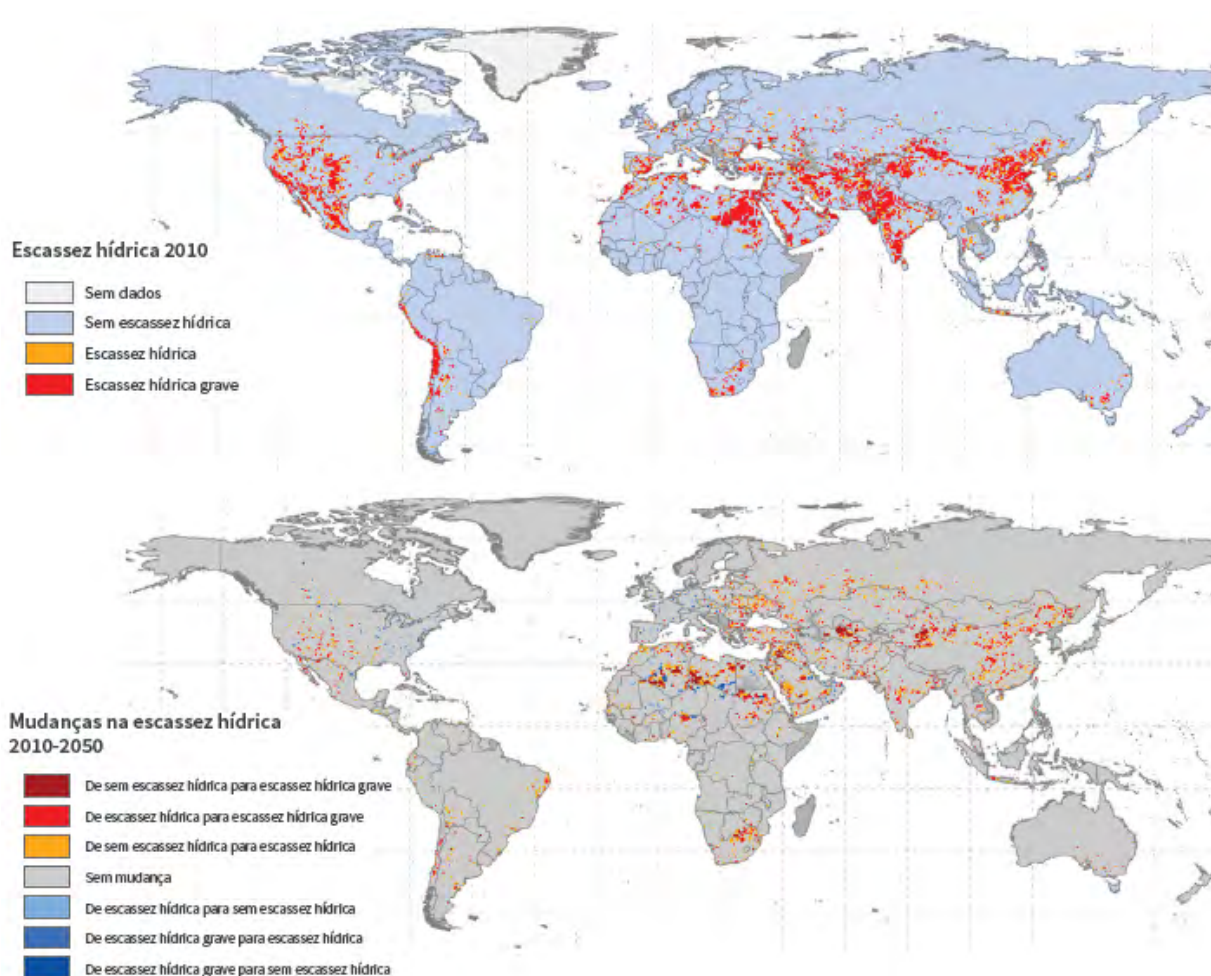 Escassez hídrica 2010
Sem dados
Sem escassez hídrica
Escassez hídrica
Escassez hídrica grave
Mudanças na escassez hídrica
2010-2050
De sem escassez hídrica para escassez hídrica grave
De escassez hídrica para escassez hídrica grave
De sem escassez hídrica para escassez hídrica
Sem mudança
De escassez hídrica para sem escassez hídrica
De escassez hídrica grave para escassez hídrica
De escassez hídrica grave para sem escassez hídrica